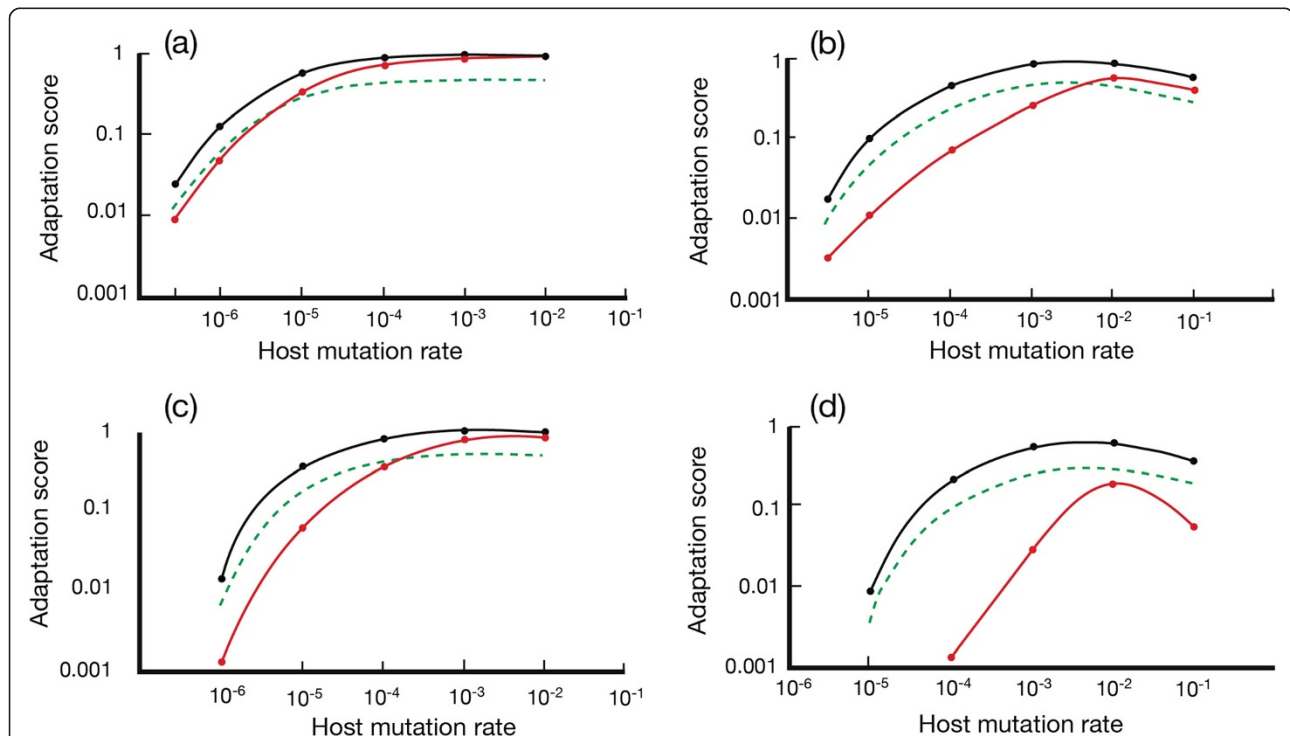 (a)
Adaptation score
1
0.1
0.01
0.001
10-6 10-5 10-4 10-3 10-2 10-1
Host mutation rate
(b)
Adaptation score
1
0.1
0.01
0.001
10-5 10-4 10-3 10-2 10-1
Host mutation rate
(c)
Adaptation score
1
0.1
0.01
0.001
10-6 10-5 10-4 10-3 10-2 10-1
Host mutation rate
(d)
Adaptation score
1
0.1
0.01
0.001
10-6 10-5 10-4 10-3 10-2 10-1
Host mutation rate